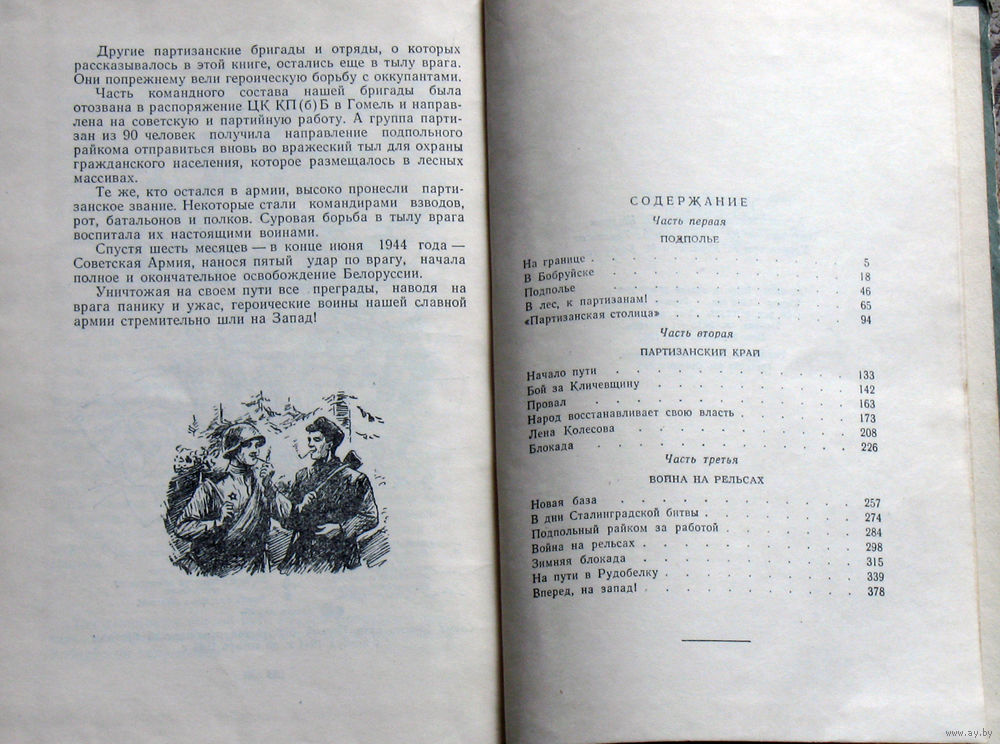 Другие партизанские бригады и отряды, о которых
рассказывалось в этой книге, остались еще в тылу врага.
Они попрежнему вели героическую борьбу с оккупантами.
Часть командного состава нашей бригады была
отозвана в распоряжение ЦК КП(б)Б в Гомель и направ-
лена на советскую и партийную работу. А группа парти-
зан из 90 человек получила направление подпольного
райкома отправиться вновь во вражеский тыл для охраны
гражданского населения, которое размещалось в лесных
массивах.
Те же, кто остался в армии, высоко пронесли парти-
занское звание. Некоторые стали командирами взводов,
рот, батальонов и полков. Суровая борьба в тылу врага
воспитала их настоящими воинами.
Спустя шесть месяцев — в конце июня 1944 года —
Советская Армия, нанося пятый удар по врагу, начала
полное и окончательное освобождение Белоруссии.
Уничтожая на своем пути все преграды, наводя на
врага панику и ужас, героические воины нашей славной
армии стремительно шли на Запад!
СОДЕРЖАНИЕ
Часть первая
ПОДПОЛЬЕ
На границе . . . . . . . . . . 5
В Бобруйске . . . . . . . . . . 18
Подполье . . . . . . . . . . 46
В лес, к партизанам! . . . . . . . . . . 65
«Партизанская столица» . . . . . . . . . . 94
Часть вторая
ПАРТИЗАНСКИЙ КРАЙ
Начало пути . . . . . . . . . . 133
Бой за Кличевщину . . . . . . . . . . 142
Провал . . . . . . . . . . 163
Народ восстанавливает свою власть . . . . . . 173
Лена Колесова . . . . . . . . . . 208
Блокада . . . . . . . . . . 226
Часть третья
ВОЙНА НА РЕЛЬСАХ
Новая база . . . . . . . . . . 257
В дни Сталинградской битвы . . . . . . . 274
Подпольный райком за работой . . . . . . . 284
Война на рельсах . . . . . . . . . . 298
Зимняя блокада . . . . . . . . . . 315
На пути в Рудобелку . . . . . . . . . . 339
Вперед, на запад! . . . . . . . . . . 378
www.ay.by